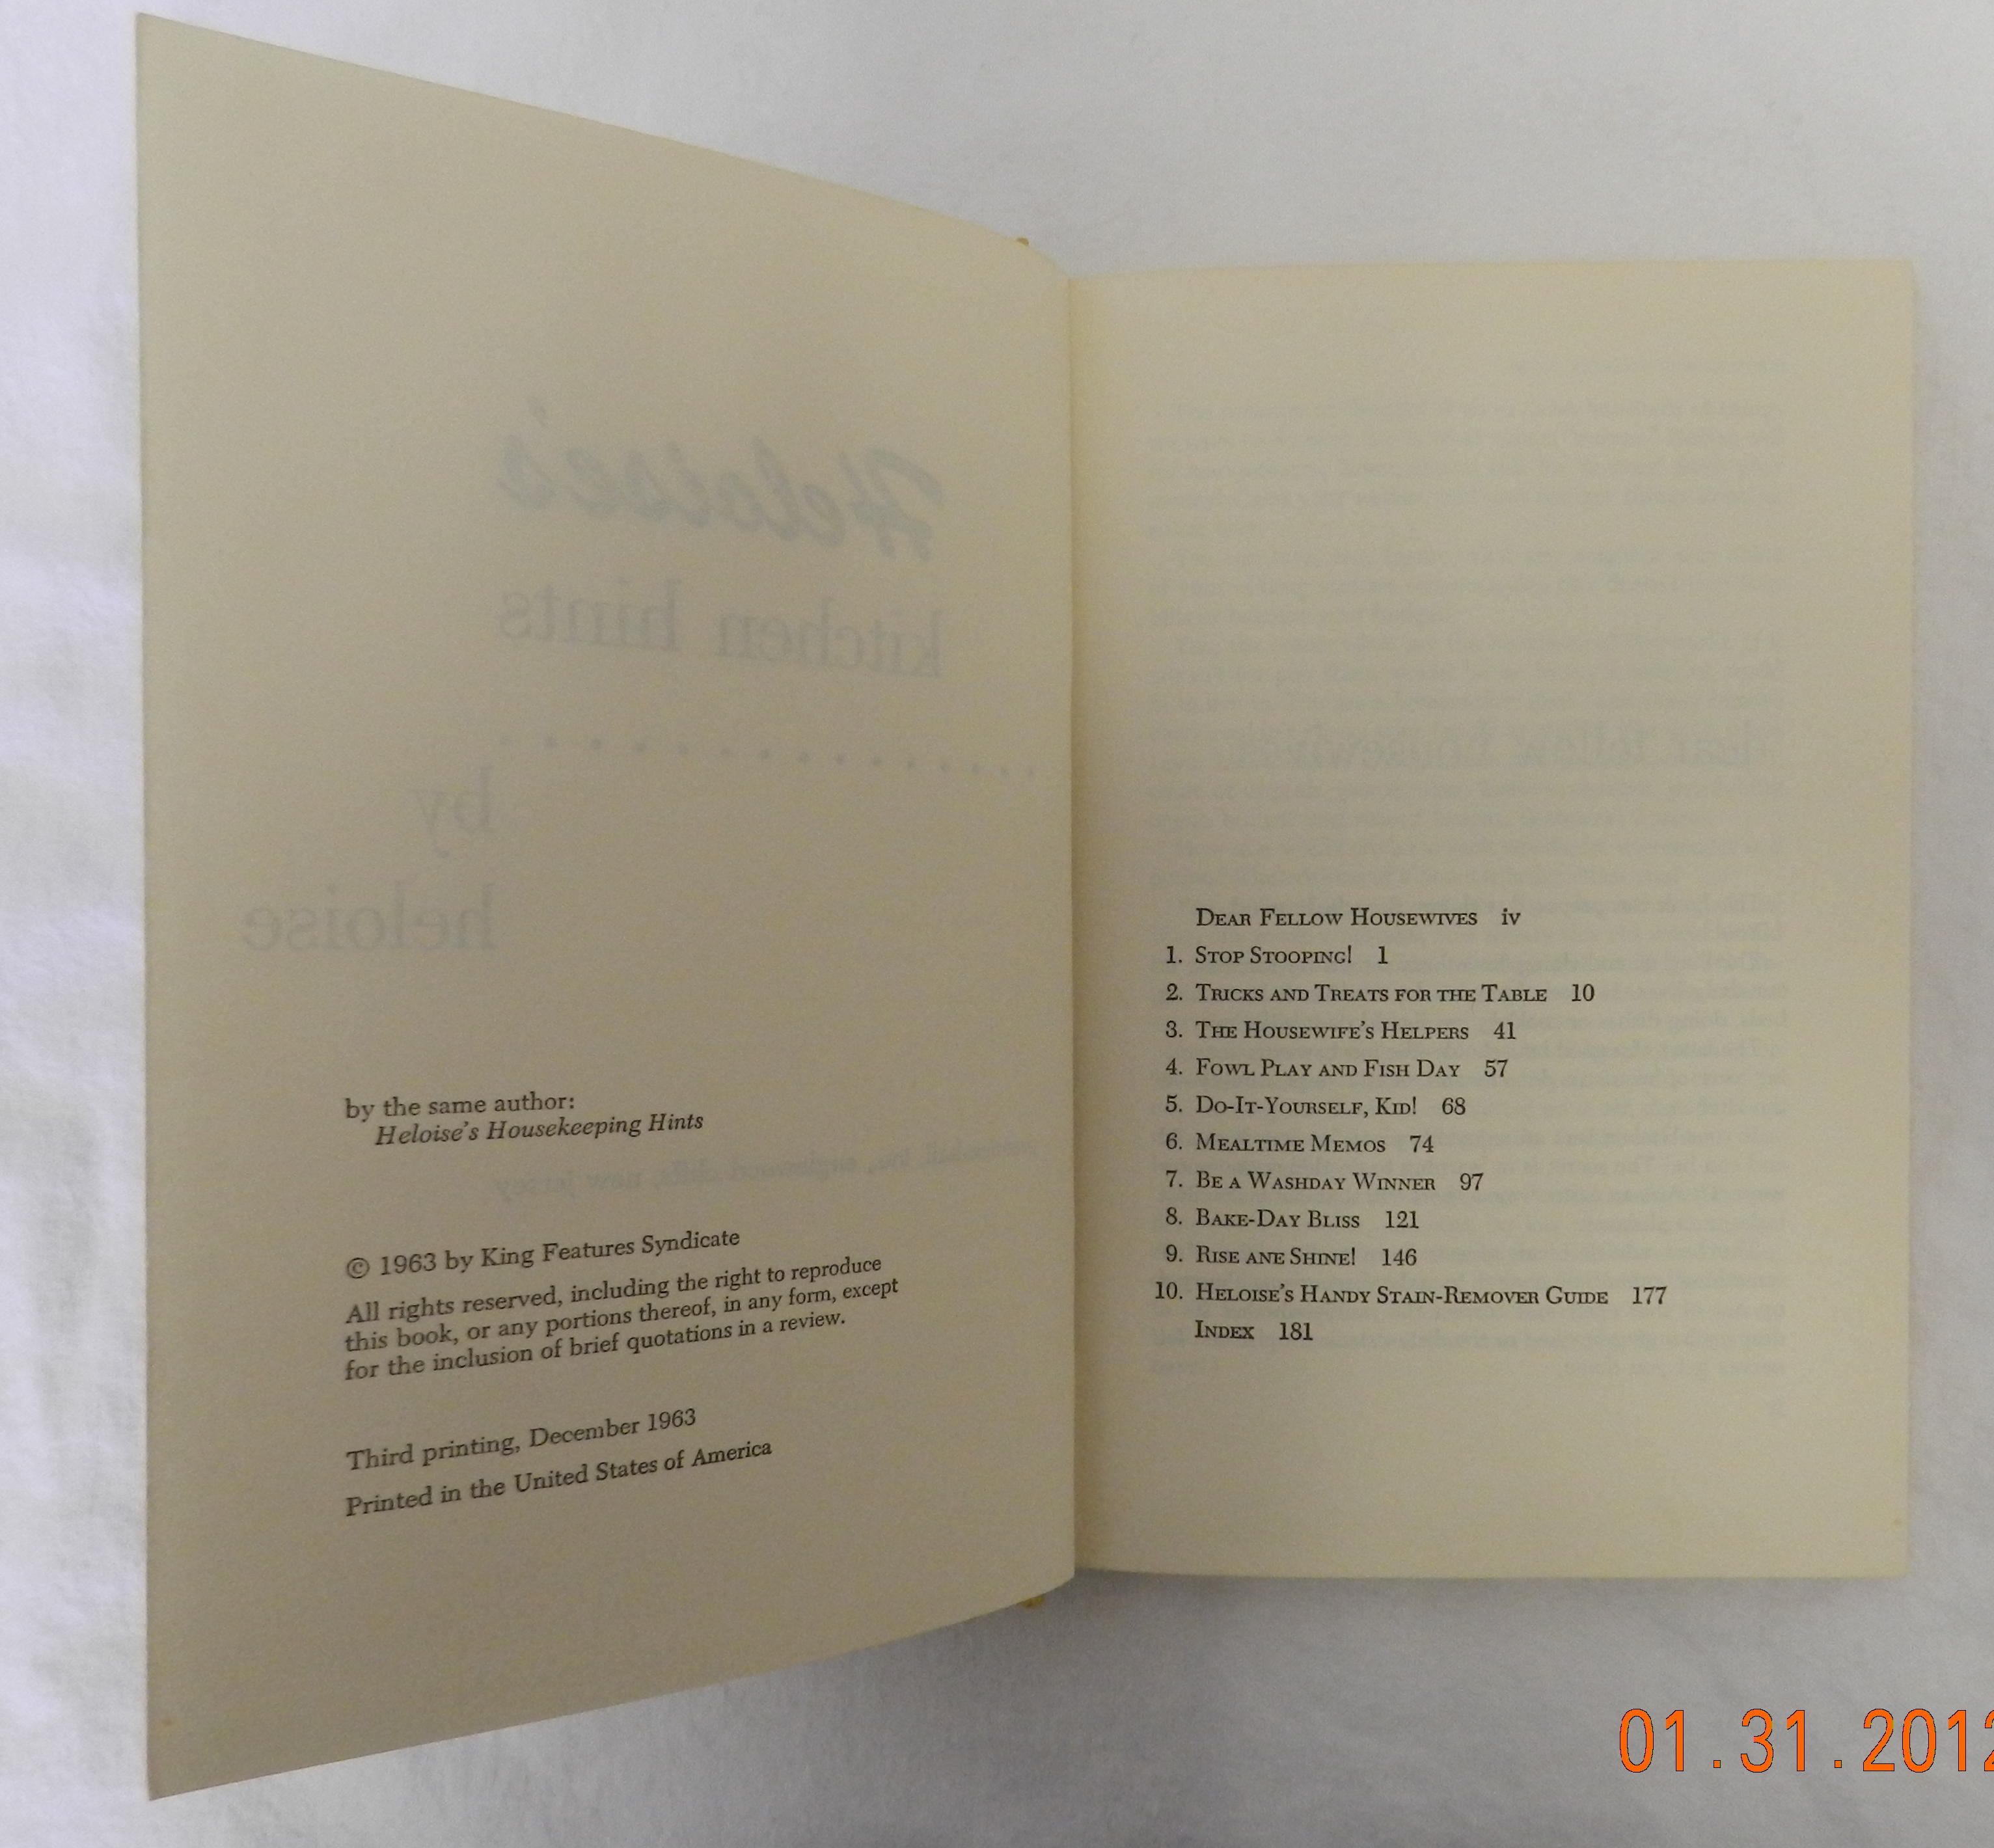 Heloise's
kitchen hints
by
heloise
by the same author:
Heloise's Housekeeping Hints
© 1963 by King Features Syndicate
All rights reserved, including the right to reproduce
this book, or any portions thereof, in any form, except
for the inclusion of brief quotations in a review.
Third printing, December 1963
Printed in the United States of America
Dear Fellow Housewives iv
1. Stop Stooping! 1
2. Tricks and Treats for the Table 10
3. The Housewife's Helpers 41
4. Fowl Play and Fish Day 57
5. Do-It-Yourself, Kid! 68
6. Mealtime Memos 74
7. Be a Washday Winner 97
8. Bake-Day Bliss 121
9. Rise ane Shine! 146
10. Heloise's Handy Stain-Remover Guide 177
Index 181
01.31.2012